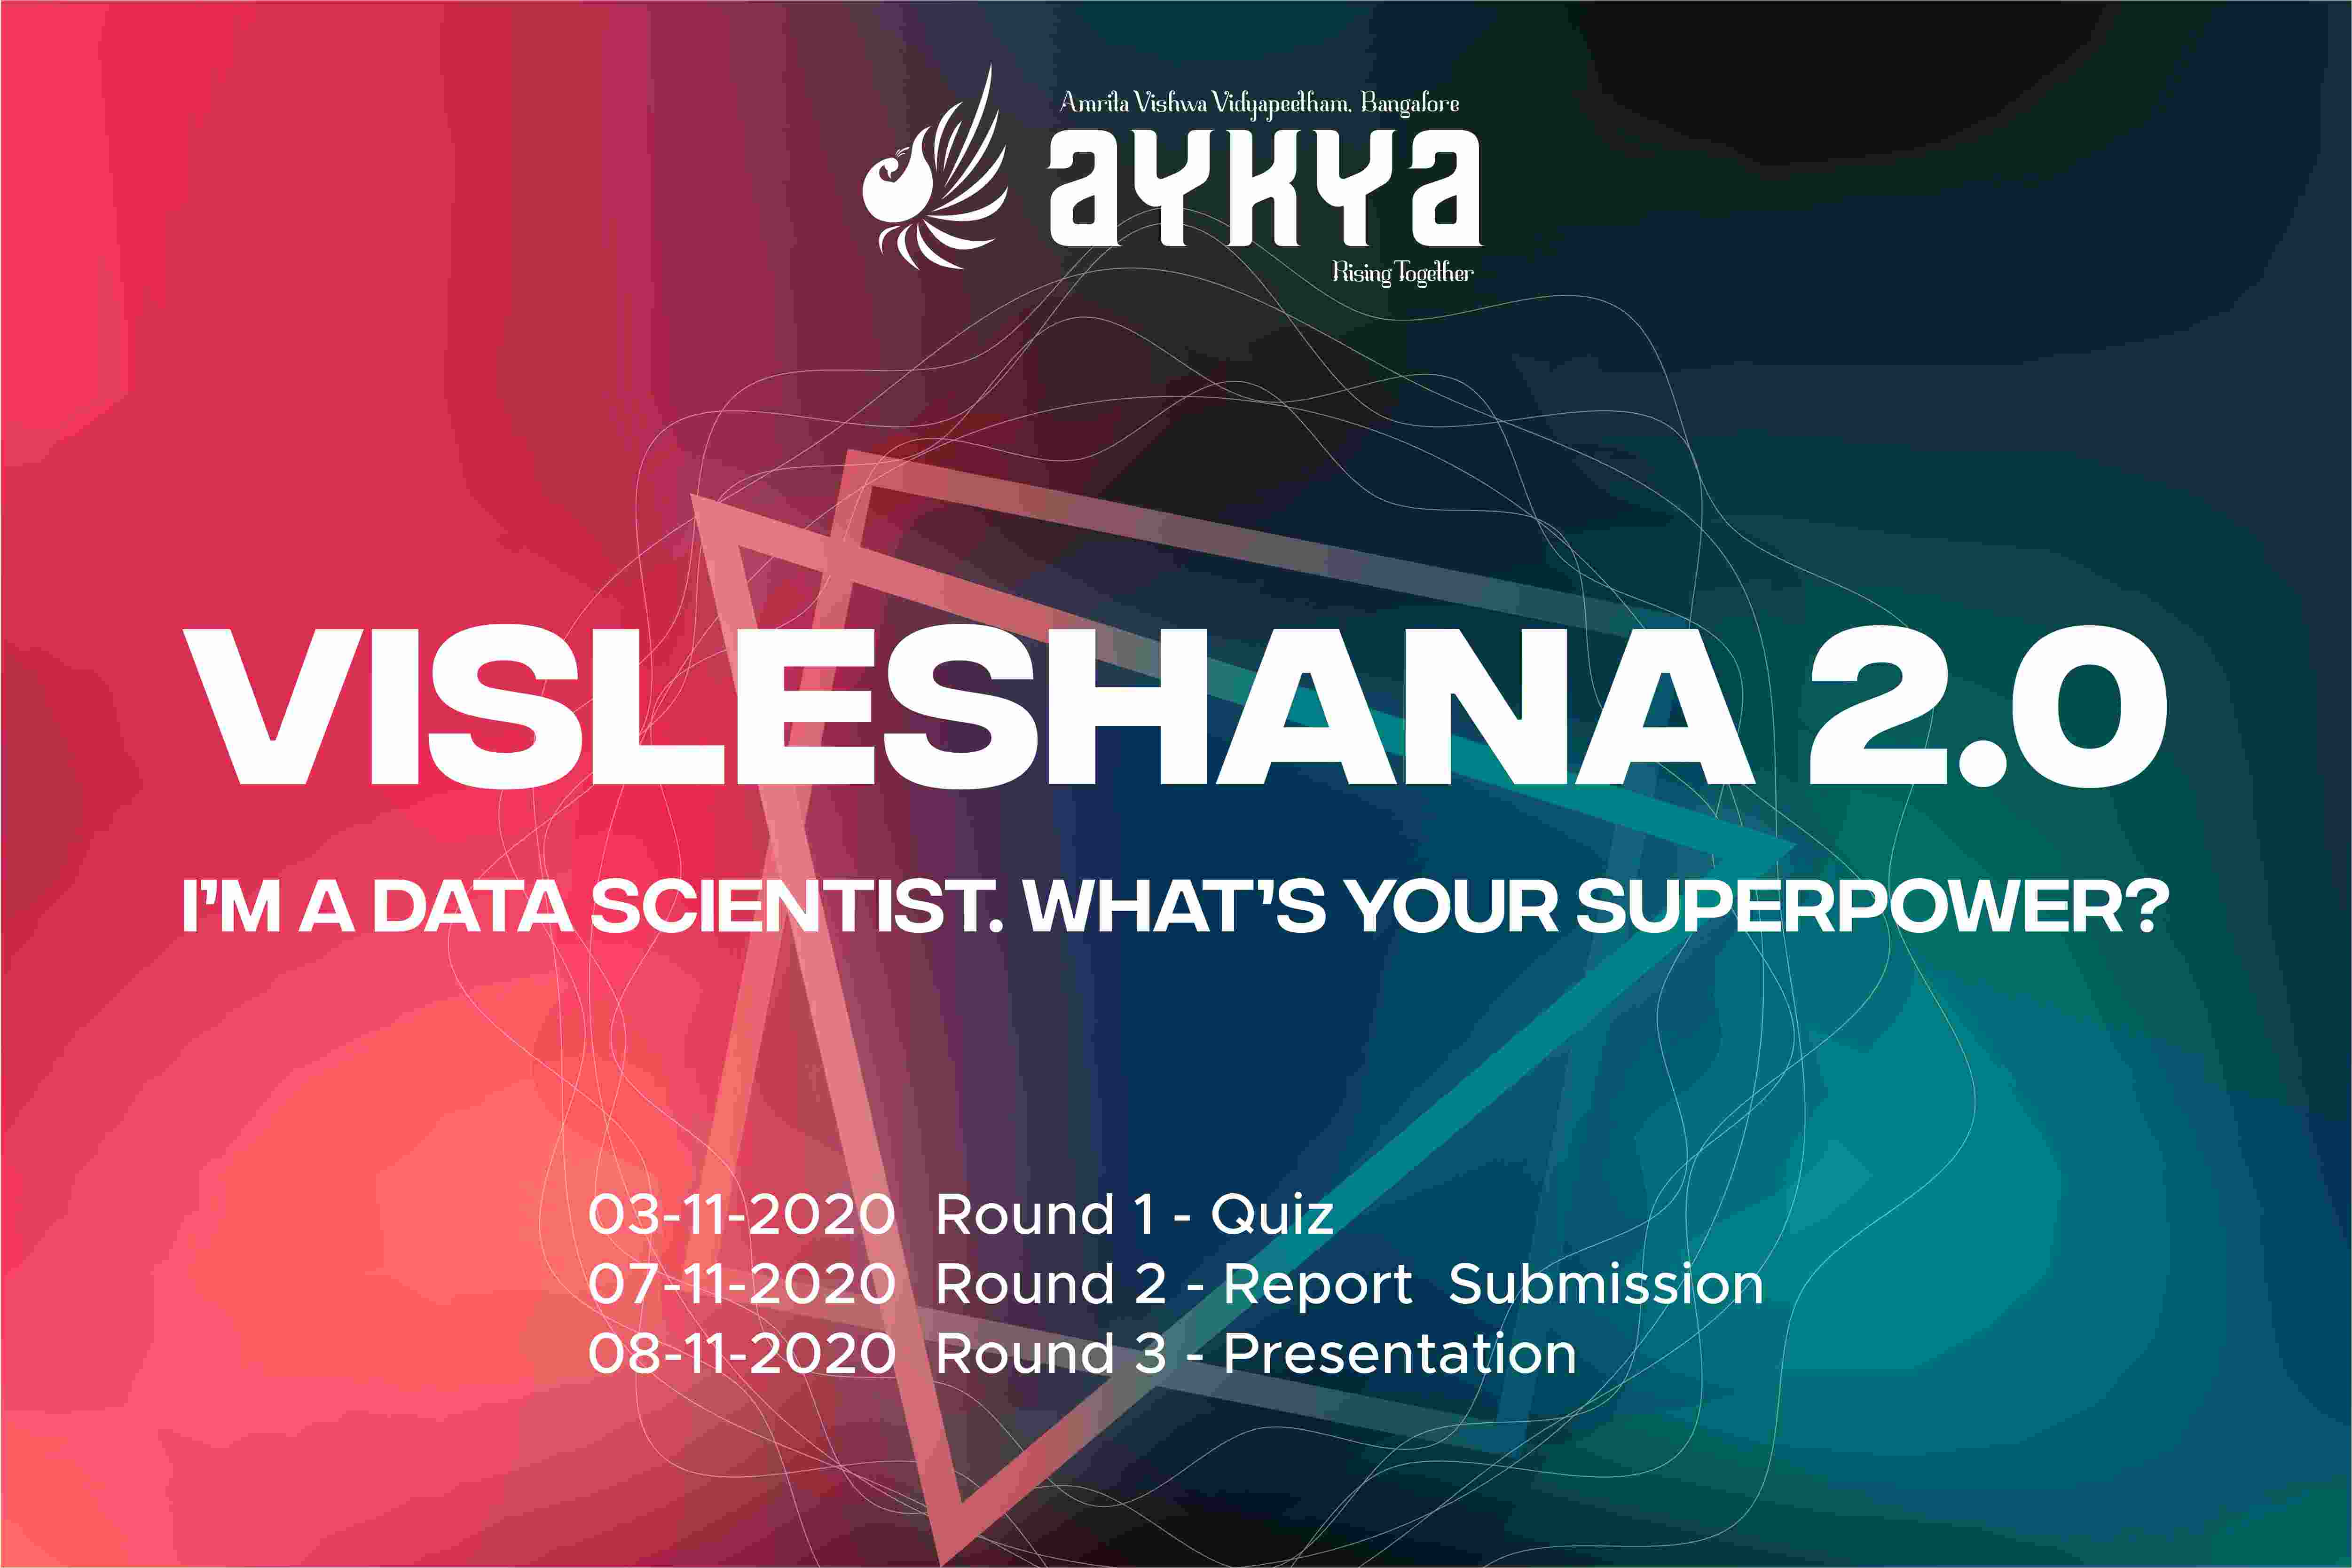 Amrita Vishwa Vidyapeetham, Bangalore
AYKYA
Rising Together
VISLESHANA 2.0
I'M A DATA SCIENTIST. WHAT'S YOUR SUPERPOWER?
03-11-2020 Round 1 - Quiz
07-11-2020 Round 2 - Report Submission
08-11-2020 Round 3 - Presentation